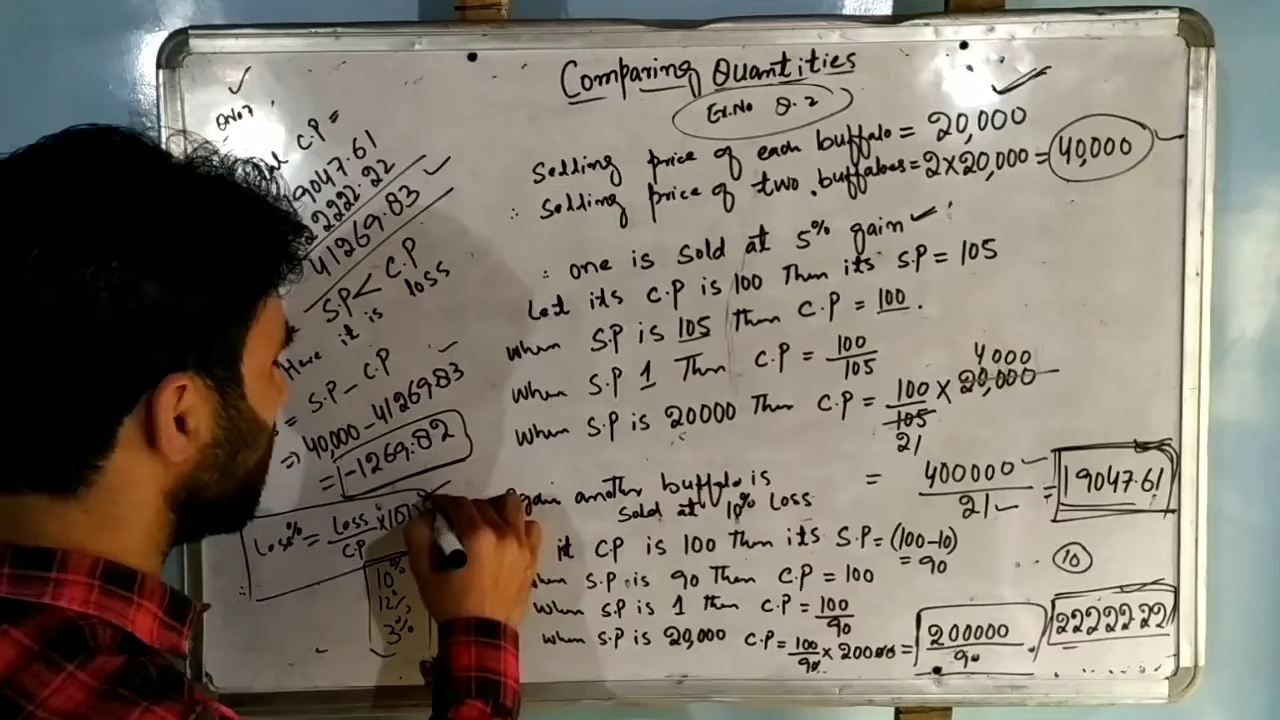 Comparing Quantities
Ex.No 8.2
Selling price of each buffalo = 20,000
∴ Selling price of two buffaloes = 2×20,000 = 40,000
∴ one is sold at 5% gain
Let its C.P is 100 Then its S.P = 105
When S.P is 105 then C.P = 100.
When S.P 1 Then C.P = 100/105
When S.P is 20000 Then C.P = 100/105 × 20,000
4000
21
= 400000/21 = 19047.61
another buffalo is
sold at 10% Loss
it C.P is 100 then its S.P = (100-10)
= 90
10
When S.P is 90 Then C.P = 100
When S.P is 1 then C.P = 100/90
When S.P is 20,000 C.P = 100/90 × 20000 = 200000/90
22222.22
QNo7
C.P =
19047.61
22222.22
41269.83
S.P < C.P
Here it is loss
= S.P - C.P
⇒ 40,000 - 41269.83
= -1269.82
∴ Loss% = Loss/C.P ×
10%
12%
3%